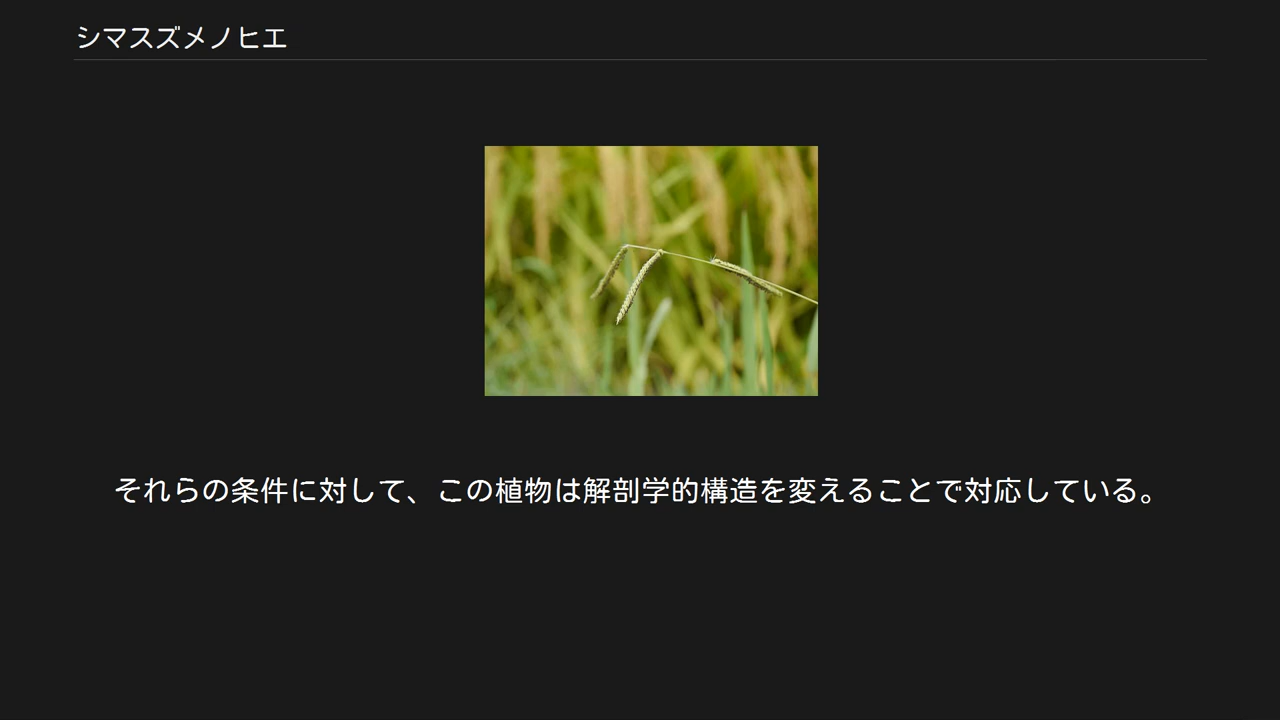 シマスズメノヒエ
それらの条件に対して、この植物は解剖学的構造を変えることで対応している。